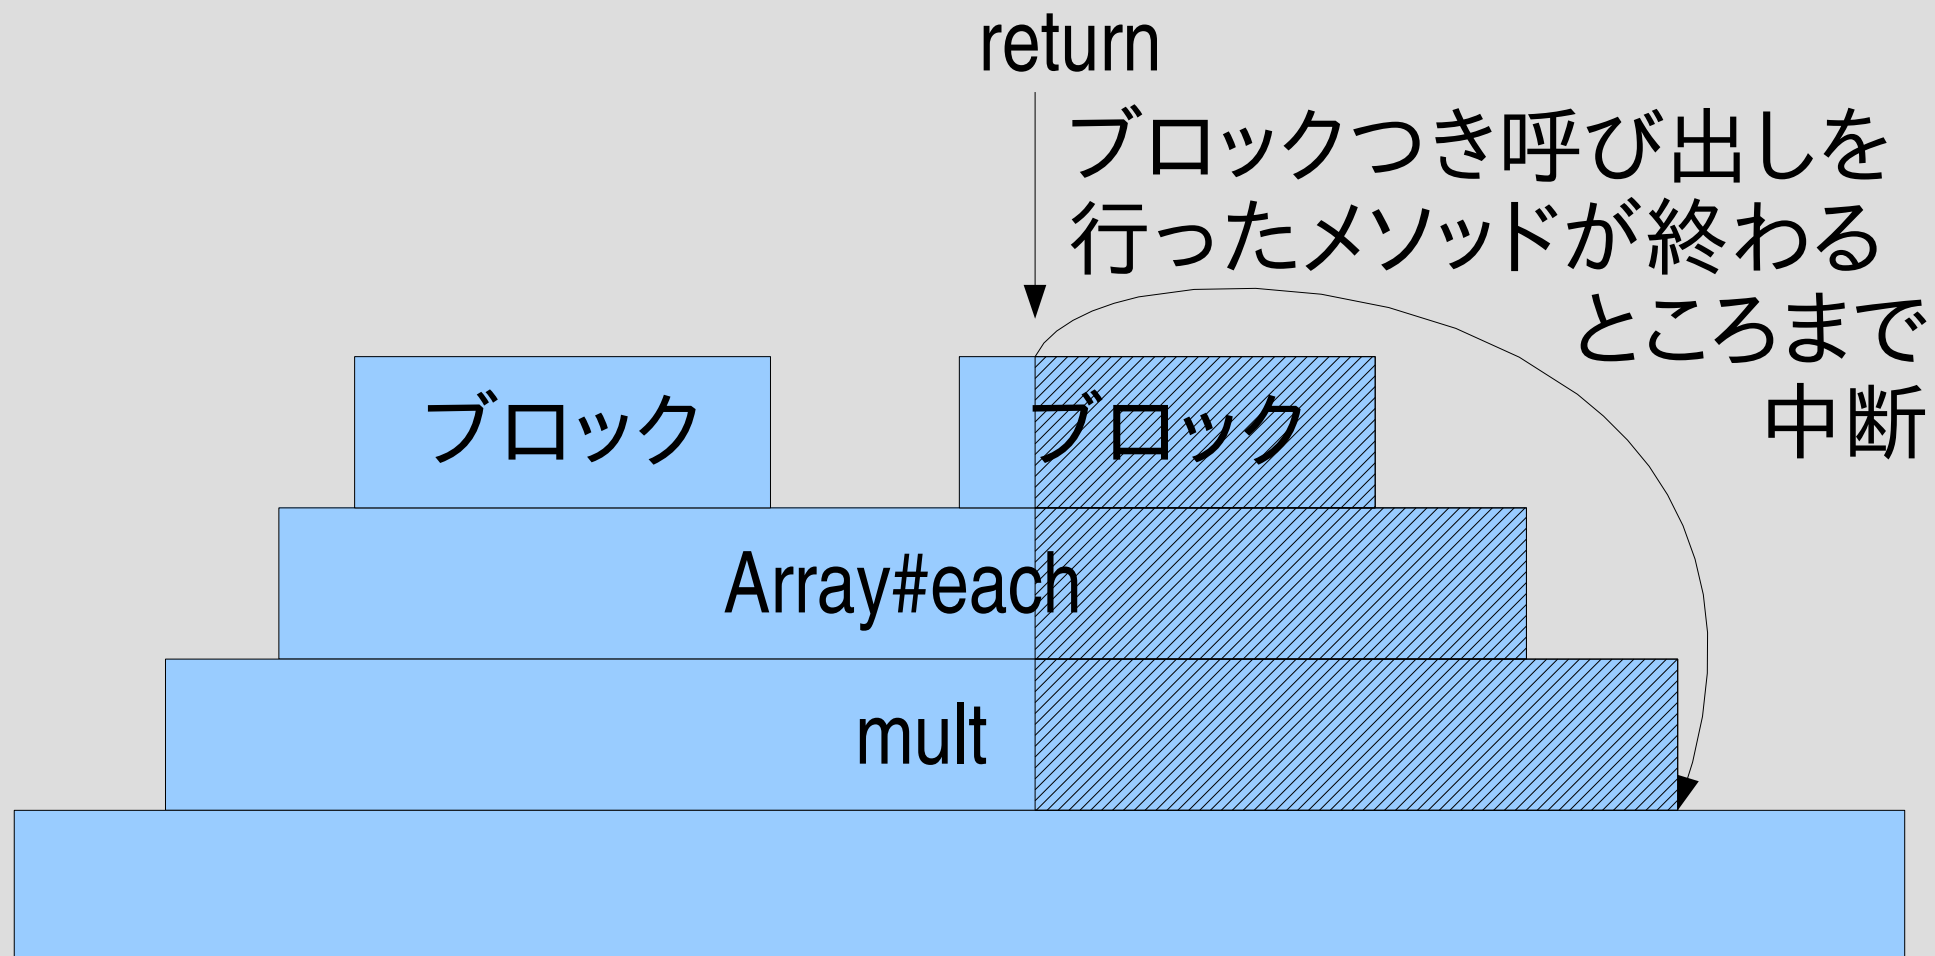 return
ブロックつき呼び出しを
行ったメソッドが終わる
ところまで
中断
ブロック
ブロック
Array#each
mult